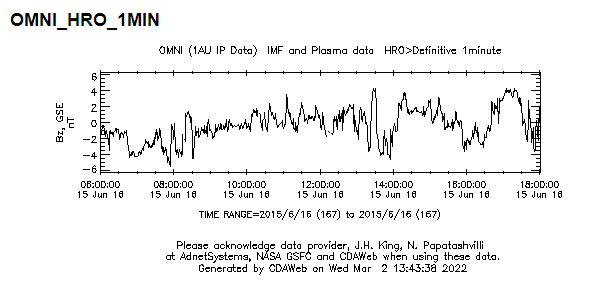 OMNI_HRO_1MIN
OMNI (1AU IP Data) IMF and Plasma data HRO>Definitive 1minute
6
4
2
0
-2
-4
-6
Bz, GSE
nT
06:00:00 08:00:00 10:00:00 12:00:00 14:00:00 16:00:00 18:00:00
15 Jun 16 15 Jun 16 15 Jun 16 15 Jun 16 15 Jun 16 15 Jun 16 15 Jun 16
TIME RANGE=2015/6/16 (167) to 2015/6/16 (167)
Please acknowledge data provider, J.H. King, N. Papatashvilli
at AdnetSystems, NASA GSFC and CDAWeb when using these data.
Generated by CDAWeb on Wed Mar 2 13:43:38 2022